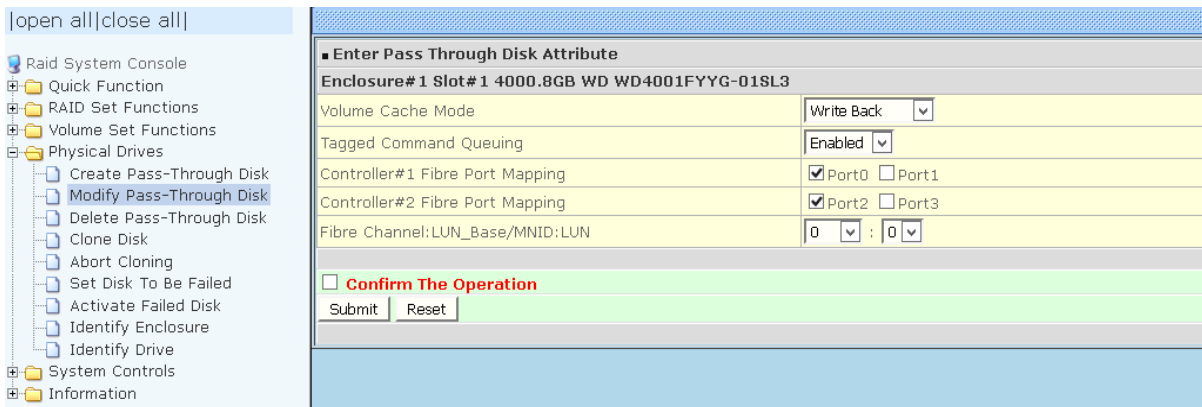 |open all|close all|
Raid System Console
Quick Function
RAID Set Functions
Volume Set Functions
Physical Drives
Create Pass-Through Disk
Modify Pass-Through Disk
Delete Pass-Through Disk
Clone Disk
Abort Cloning
Set Disk To Be Failed
Activate Failed Disk
Identify Enclosure
Identify Drive
System Controls
Information
Enter Pass Through Disk Attribute
Enclosure#1 Slot#1 4000.8GB WD WD4001FYYG-01SL3
Volume Cache Mode Write Back
Tagged Command Queuing Enabled
Controller#1 Fibre Port Mapping Port0 Port1
Controller#2 Fibre Port Mapping Port2 Port3
Fibre Channel:LUN_Base/MNID:LUN 0 : 0
Confirm The Operation
Submit Reset